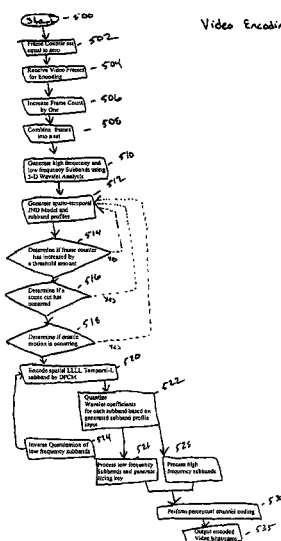 Start
500
Video Encoding
Frame Counter set
equal to zero
502
Receive Video Frames
for Encoding
504
Increase Frame Count
by One
506
Combine frames
into a set
508
Generate high frequency and
low frequency Subbands using
3-D Wavelet Analysis
510
Generate spatio-temporal
JND Model and
subband profiles
512
Determine if frame counter
has increased by
a threshold amount
514
Determine if a
scene cut has
occurred
516
Yes
Determine if drastic
motion is occurring
518
Yes
Encode spatial LLLL Temporal-L
subband by DPCM
520
Quantize
Wavelet coefficients
for each subband based on
generated subband profile
input
522
Inverse Quantization of
low frequency subbands
524
Process low frequency
Subbands and generate
slicing key
Process high
frequency subbands
525
Perform perceptual channel coding
Output encoded
Video bitstreams
535